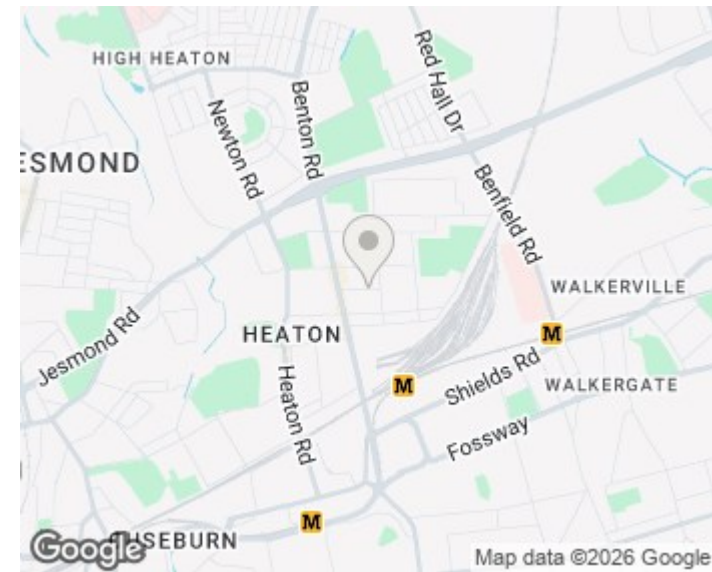 HIGH HEATON
Red Hall Dr
Benton Rd
Newton Rd
ESMOND
Benfield Rd
WALKERVILLE
Jesmond Rd
HEATON
M
M
Shields Rd
WALKERGATE
Heaton Rd
Fossway
M
Google
OUSEBURN
Map data ©2026 Google